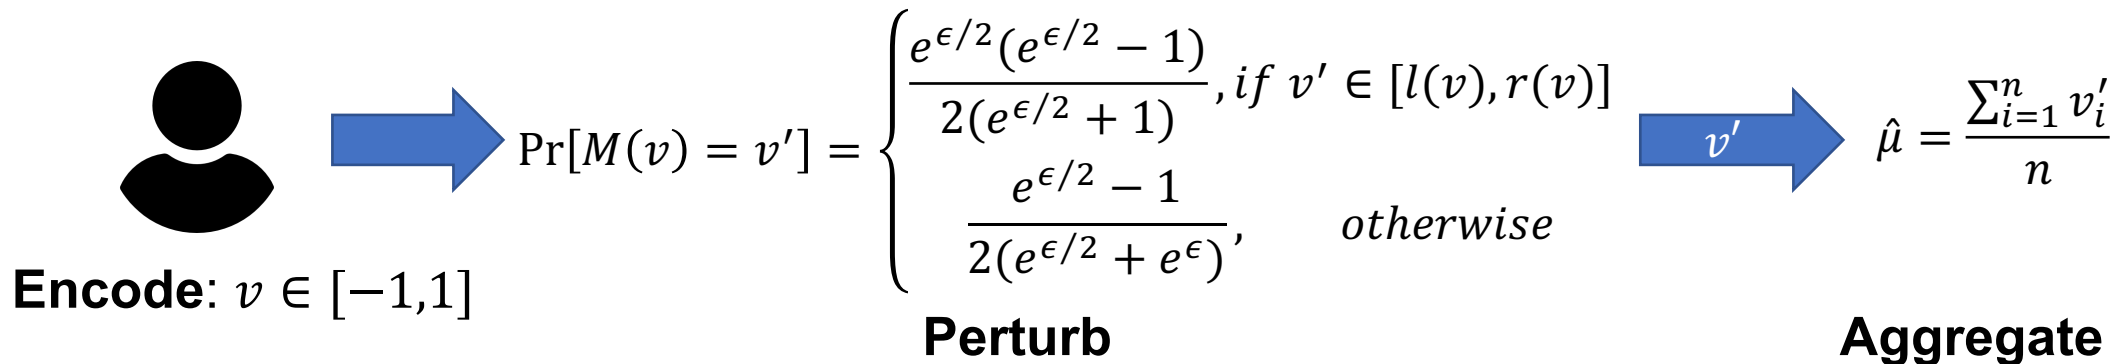 Encode: v ∈ [−1,1]
Pr[M(v) = v′] = { e^{ϵ/2}(e^{ϵ/2} − 1) / 2(e^{ϵ/2} + 1), if v′ ∈ [l(v), r(v)]
e^{ϵ/2} − 1 / 2(e^{ϵ/2} + e^ϵ), otherwise
Perturb
v′
μ̂ = ∑_{i=1}^{n} v′_i / n
Aggregate